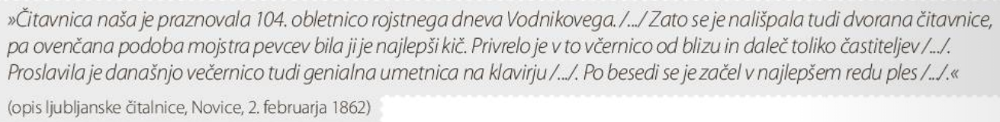 »Čitavnica naša je praznovala 104. obletnico rojstnega dneva Vodnikovega. /.../ Zato se je nališpala tudi dvorana čitavnice,
pa ovenčana podoba mojstra pevcev bila ji je najlepši kič. Privrelo je v to včernico od blizu in daleč toliko častiteljev /.../.
Proslavila je današnjo večernico tudi genialna umetnica na klavirju /.../. Po besedi se je začel v najlepšem redu ples /.../.«
(opis ljubljanske čitalnice, Novice, 2. februarja 1862)